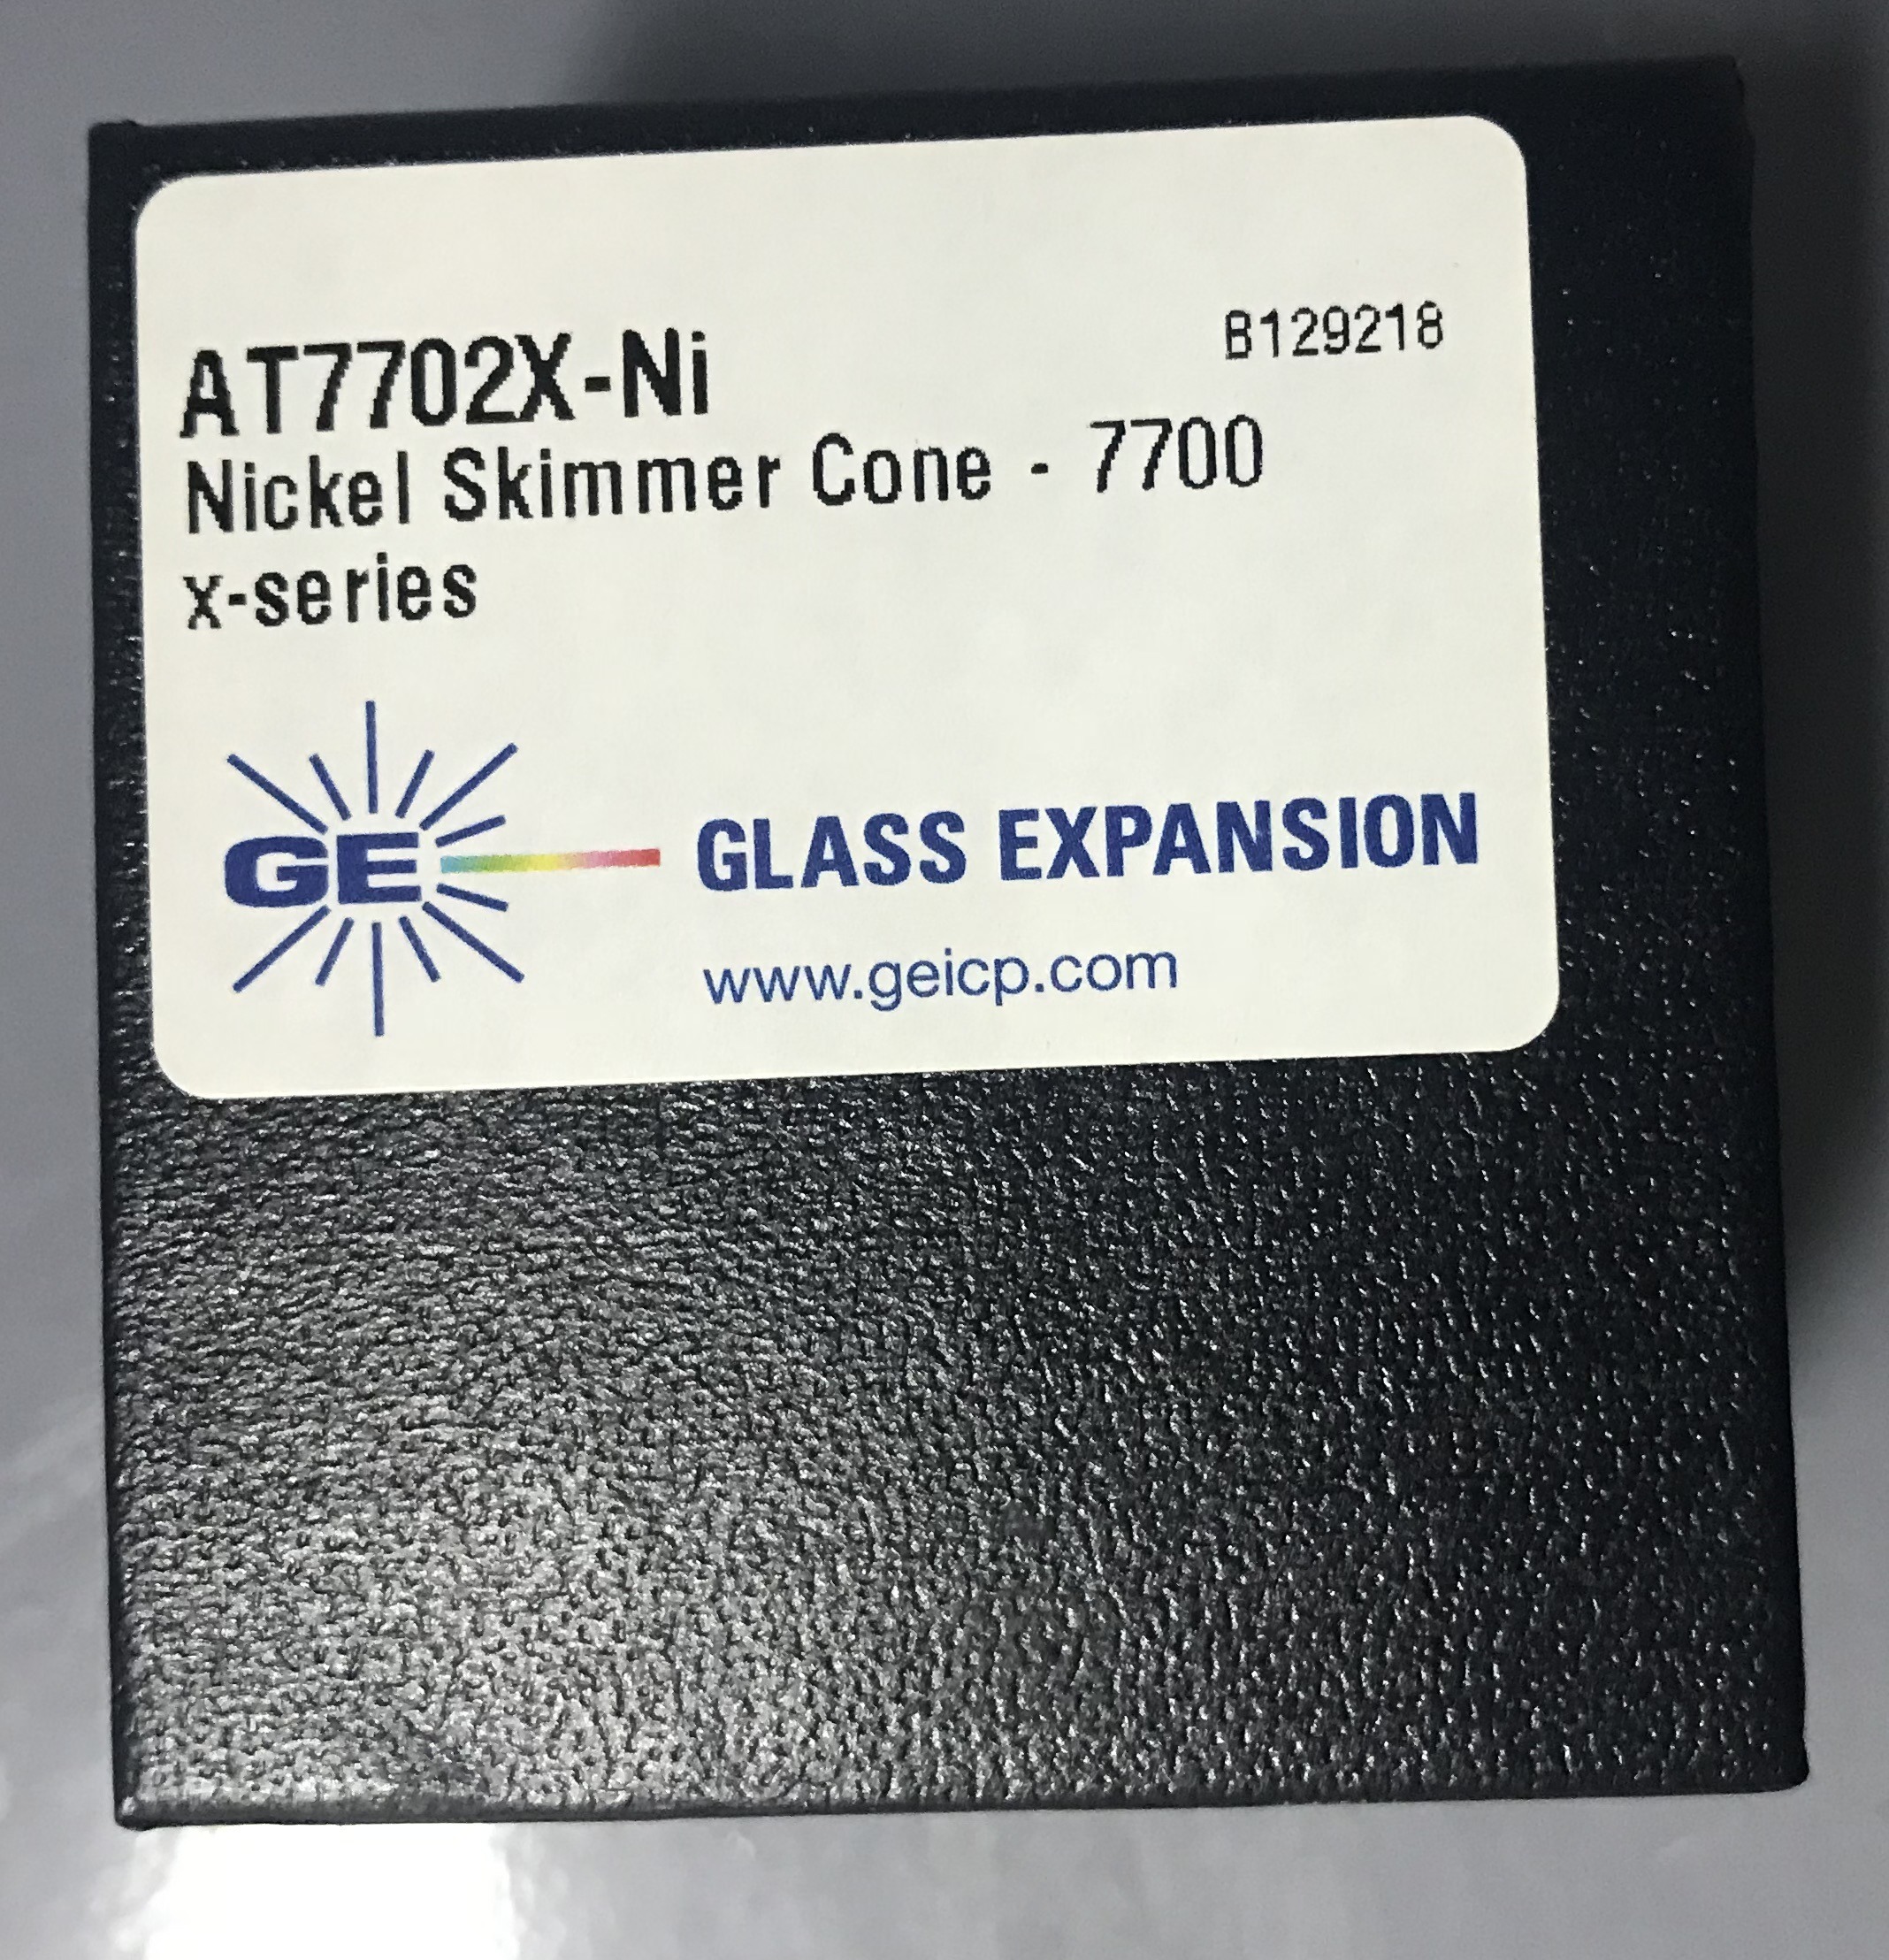 B129218
AT7702X-Ni
Nickel Skimmer Cone - 7700
x-series
GE GLASS EXPANSION
www.geicp.com